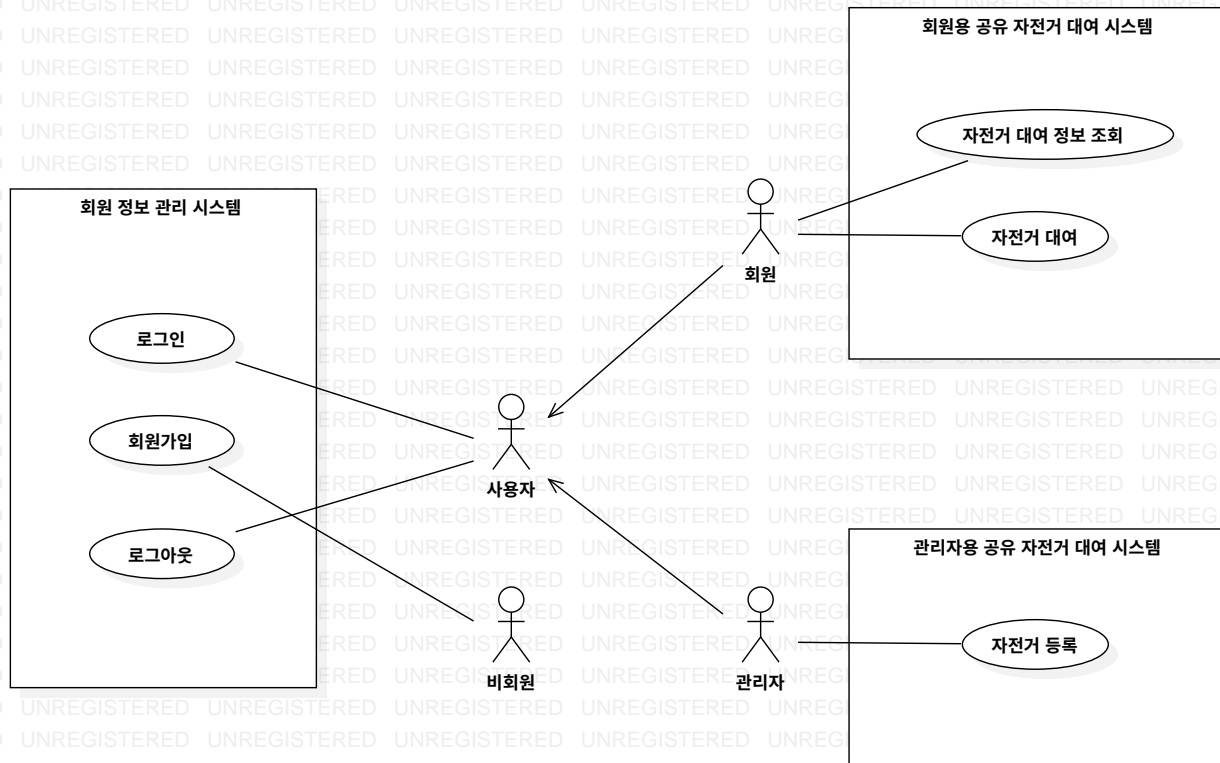 회원용 공유 자전거 대여 시스템
자전거 대여 정보 조회
자전거 대여
회원
회원 정보 관리 시스템
로그인
회원가입
로그아웃
사용자
비회원
관리자
관리자용 공유 자전거 대여 시스템
자전거 등록
UNREGISTERED